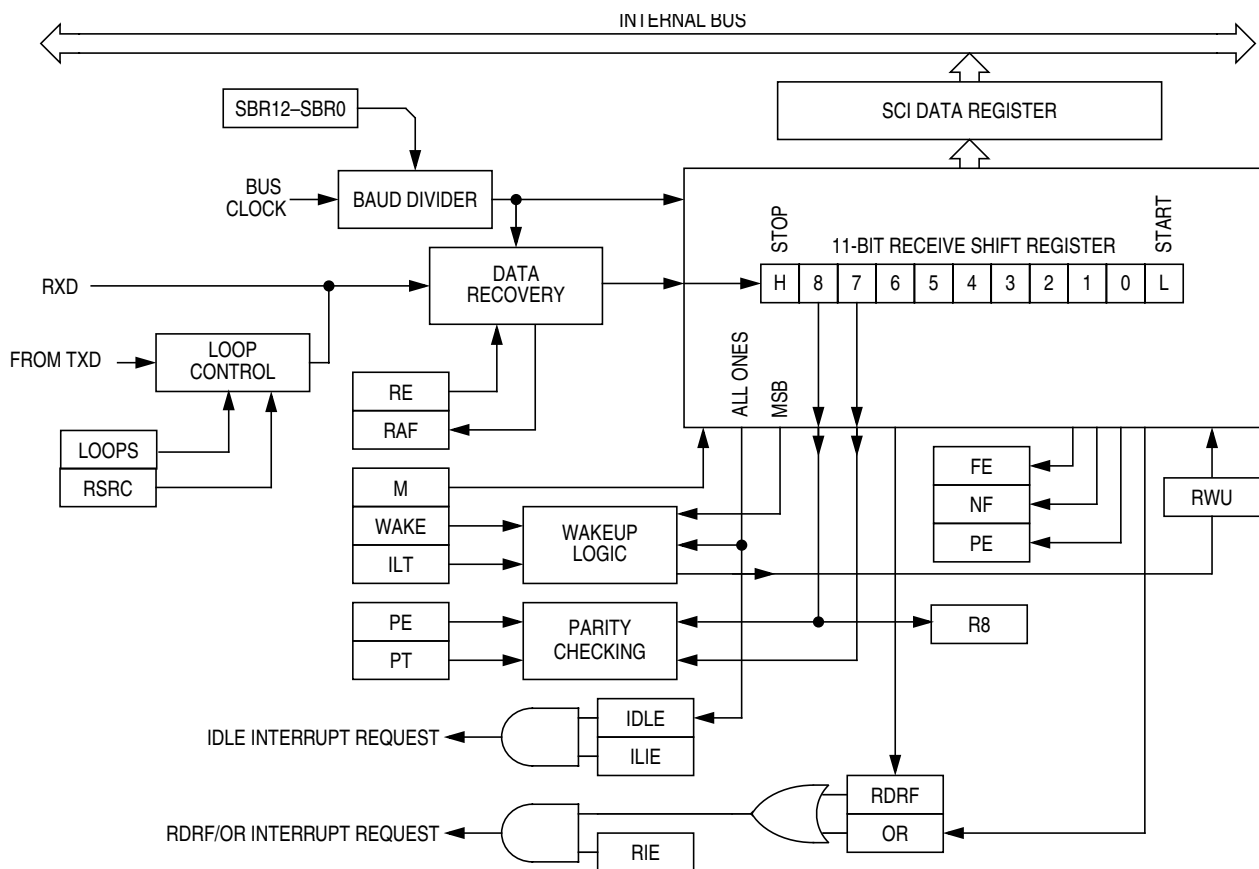 INTERNAL BUS
SBR12–SBR0
SCI DATA REGISTER
BUS
CLOCK
BAUD DIVIDER
STOP
11-BIT RECEIVE SHIFT REGISTER
START
RXD
DATA
RECOVERY
H 8 7 6 5 4 3 2 1 0 L
FROM TXD
LOOP
CONTROL
ALL ONES
MSB
RE
RAF
LOOPS
RSRC
M
WAKE
ILT
WAKEUP
LOGIC
FE
NF
PE
RWU
PE
PT
PARITY
CHECKING
R8
IDLE INTERRUPT REQUEST
IDLE
ILIE
RDRF/OR INTERRUPT REQUEST
RDRF
OR
RIE